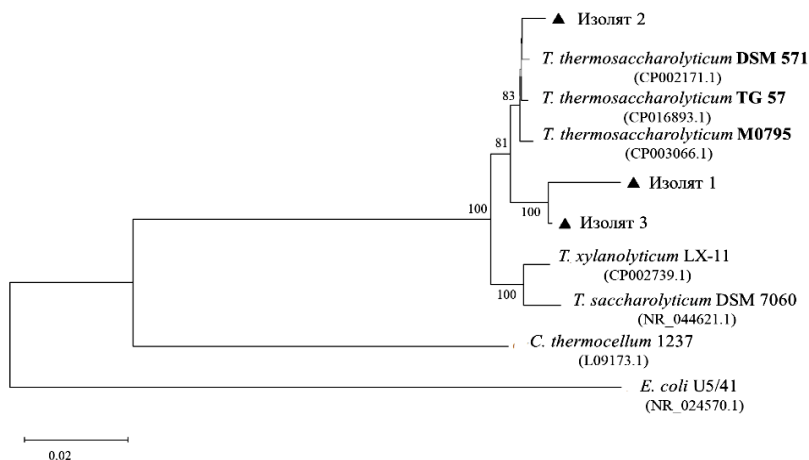 Изолят 2
T. thermosaccharolyticum DSM 571
(CP002171.1)
83
T. thermosaccharolyticum TG 57
(CP016893.1)
T. thermosaccharolyticum M0795
81
(CP003066.1)
Изолят 1
100
100
Изолят 3
T. xylanolyticum LX-11
(CP002739.1)
100
T. saccharolyticum DSM 7060
(NR_044621.1)
C. thermocellum 1237
(L09173.1)
E. coli U5/41
(NR_024570.1)
0.02